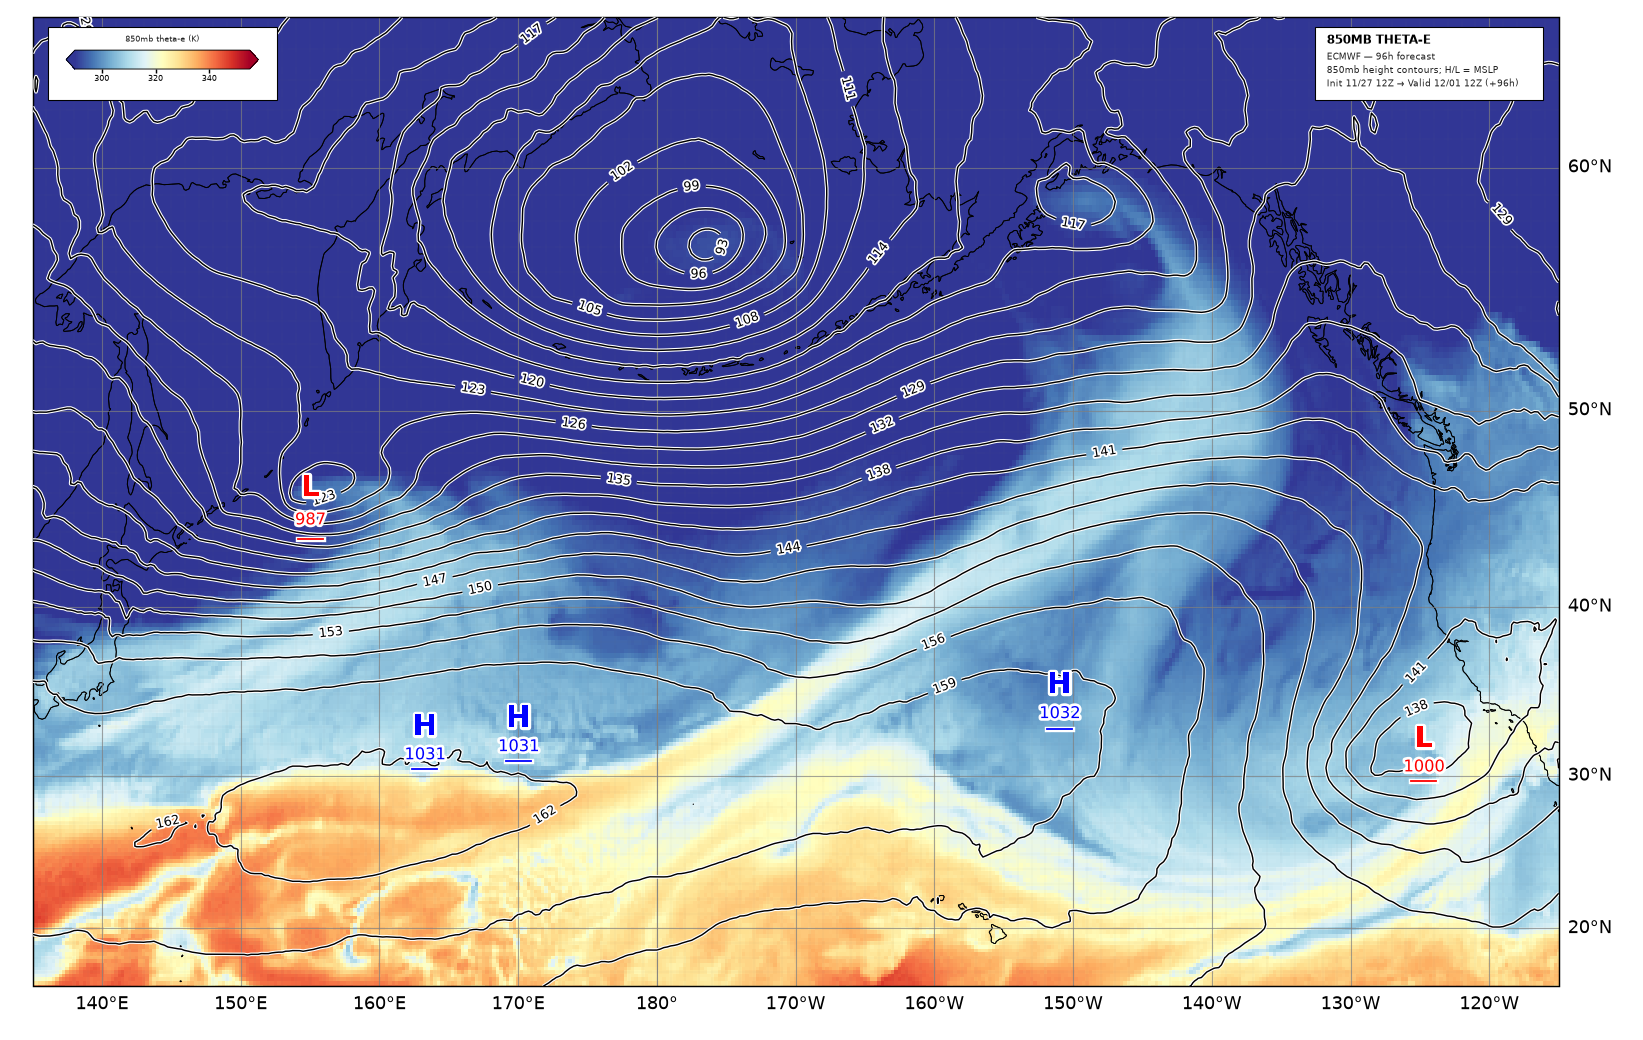 850mb theta-e (K)
300 320 340
850MB THETA-E
ECMWF — 96h forecast
850mb height contours; H/L = MSLP
Init 11/27 12Z → Valid 12/01 12Z (+96h)
117
111
102
99
93
96
105
108
114
117
129
123
120
126
129
132
135
138
141
144
147
150
153
156
159
162
162
141
138
123
L
987
H
1031
H
1031
H
1032
L
1000
60°N
50°N
40°N
30°N
20°N
140°E 150°E 160°E 170°E 180° 170°W 160°W 150°W 140°W 130°W 120°W